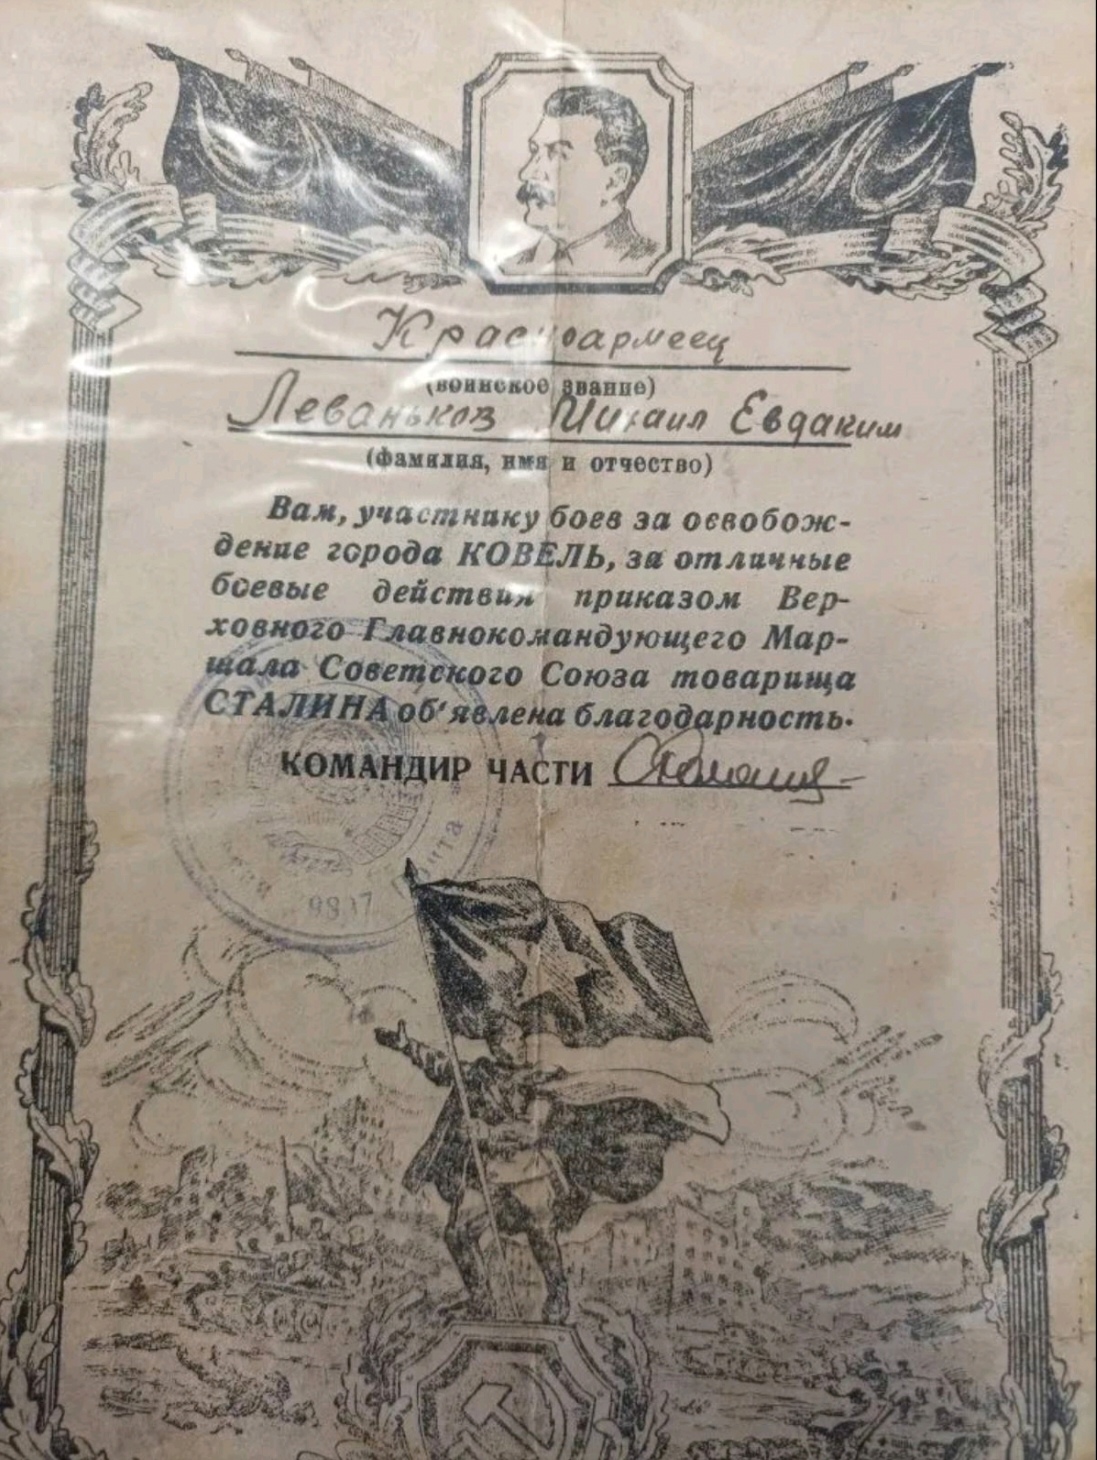 Красноармеец
(воинское звание)
Леваньков Михаил Евдаким
(фамилия, имя и отчество)
Вам, участнику боев за освобож-
дение города КОВЕЛЬ, за отличные
боевые действия приказом Вер-
ховного Главнокомандующего Мар-
шала Советского Союза товарища
СТАЛИНА об'явлена благодарность.
КОМАНДИР ЧАСТИ